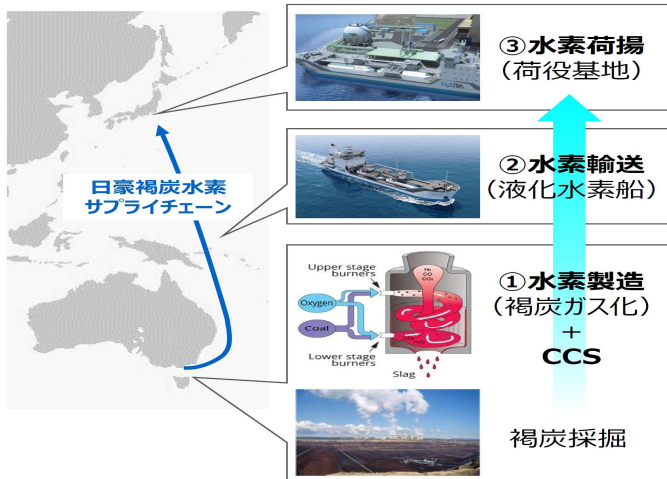 ③水素荷揚
(荷役基地)
②水素輸送
(液化水素船)
日豪褐炭水素
サプライチェーン
①水素製造
(褐炭ガス化)
+
CCS
Upper stage
burners
H₂
CO
CO₂
Oxygen
Coal
Lower stage
burners
Slag
褐炭採掘